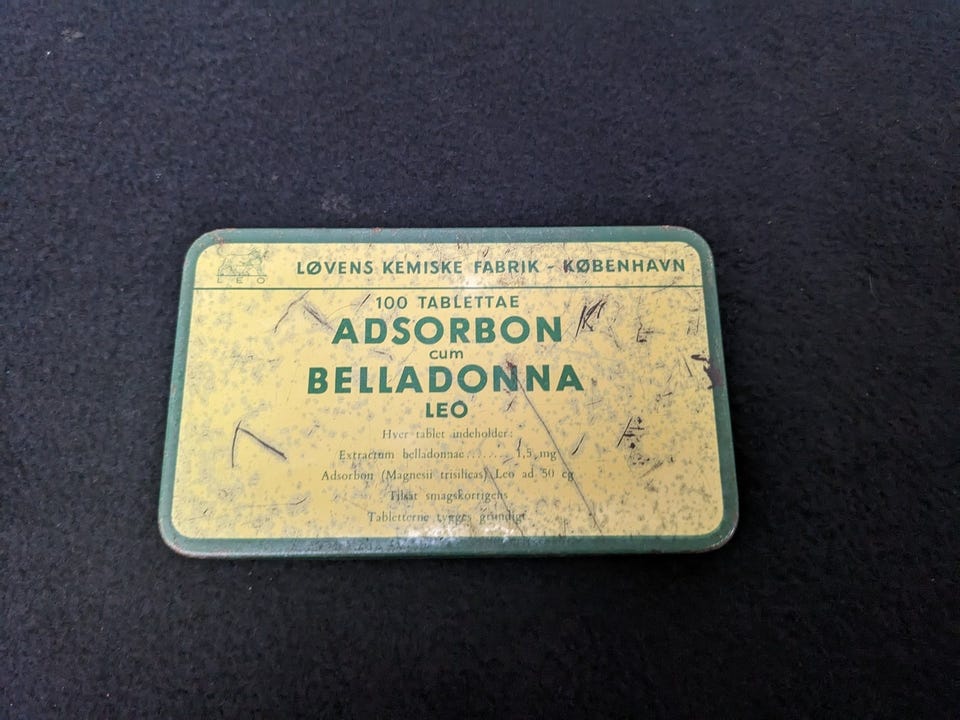 LØVENS KEMISKE FABRIK - KØBENHAVN
LEO
100 TABLETTAE
ADSORBON
cum
BELLADONNA
LEO
Hver tablet indeholder:
Extractum belladonnae........ 1,5 mg
Adsorbon (Magnesii trisilicas) Leo ad 50 cg
Tilsat smagskorrigens
Tabletterne tygges grundigt